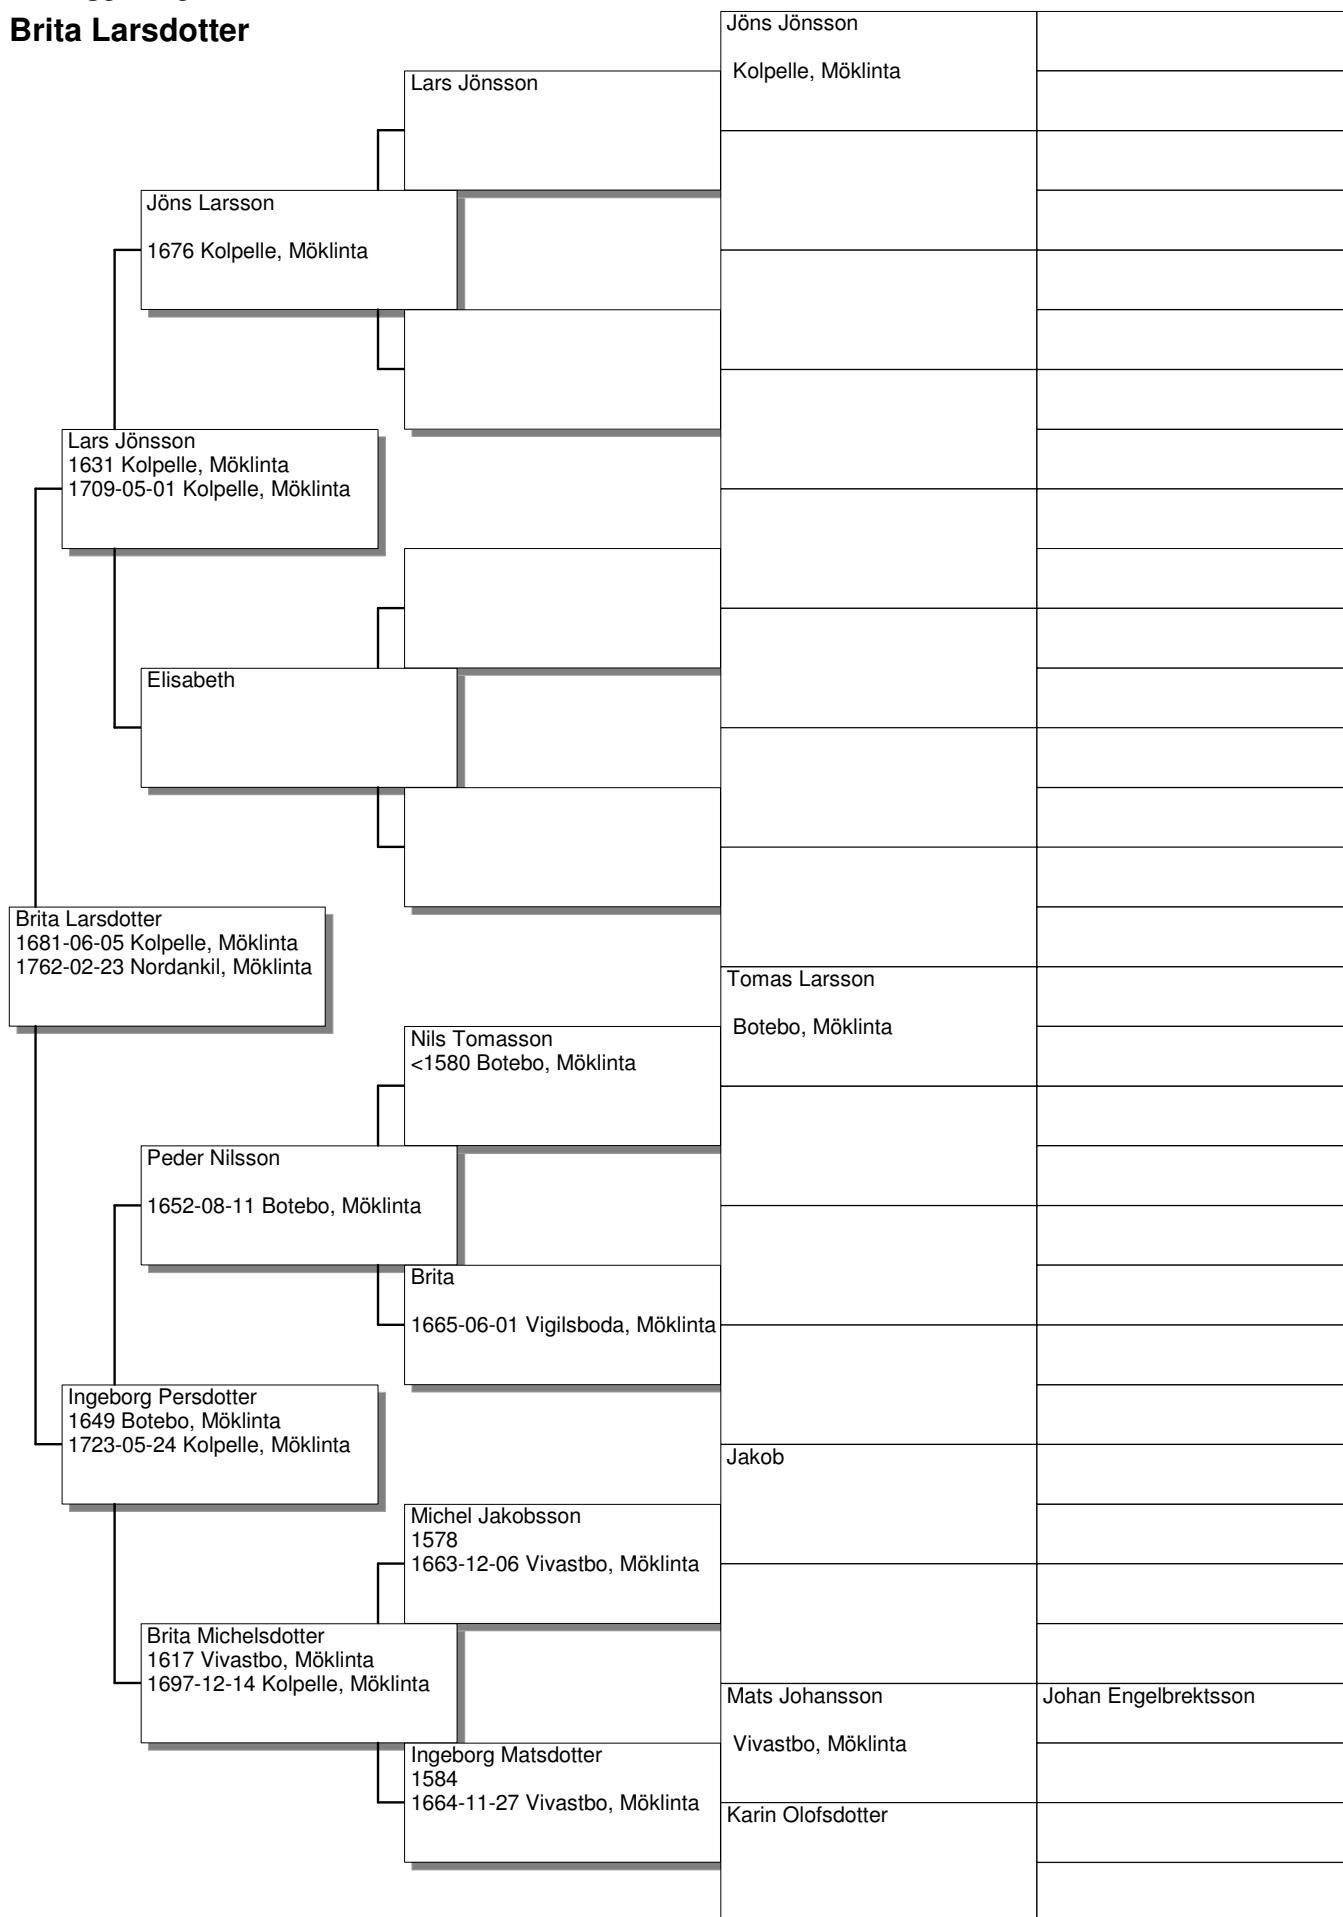 Brita Larsdotter
Jöns Jönsson
Kolpelle, Möklinta
Lars Jönsson
Jöns Larsson
1676 Kolpelle, Möklinta
Lars Jönsson
1631 Kolpelle, Möklinta
1709-05-01 Kolpelle, Möklinta
Elisabeth
Brita Larsdotter
1681-06-05 Kolpelle, Möklinta
1762-02-23 Nordankil, Möklinta
Tomas Larsson
Botebo, Möklinta
Nils Tomasson
<1580 Botebo, Möklinta
Peder Nilsson
1652-08-11 Botebo, Möklinta
Brita
1665-06-01 Vigilsboda, Möklinta
Ingeborg Persdotter
1649 Botebo, Möklinta
1723-05-24 Kolpelle, Möklinta
Jakob
Michel Jakobsson
1578
1663-12-06 Vivastbo, Möklinta
Brita Michelsdotter
1617 Vivastbo, Möklinta
1697-12-14 Kolpelle, Möklinta
Mats Johansson
Vivastbo, Möklinta
Johan Engelbrektsson
Ingeborg Matsdotter
1584
1664-11-27 Vivastbo, Möklinta
Karin Olofsdotter